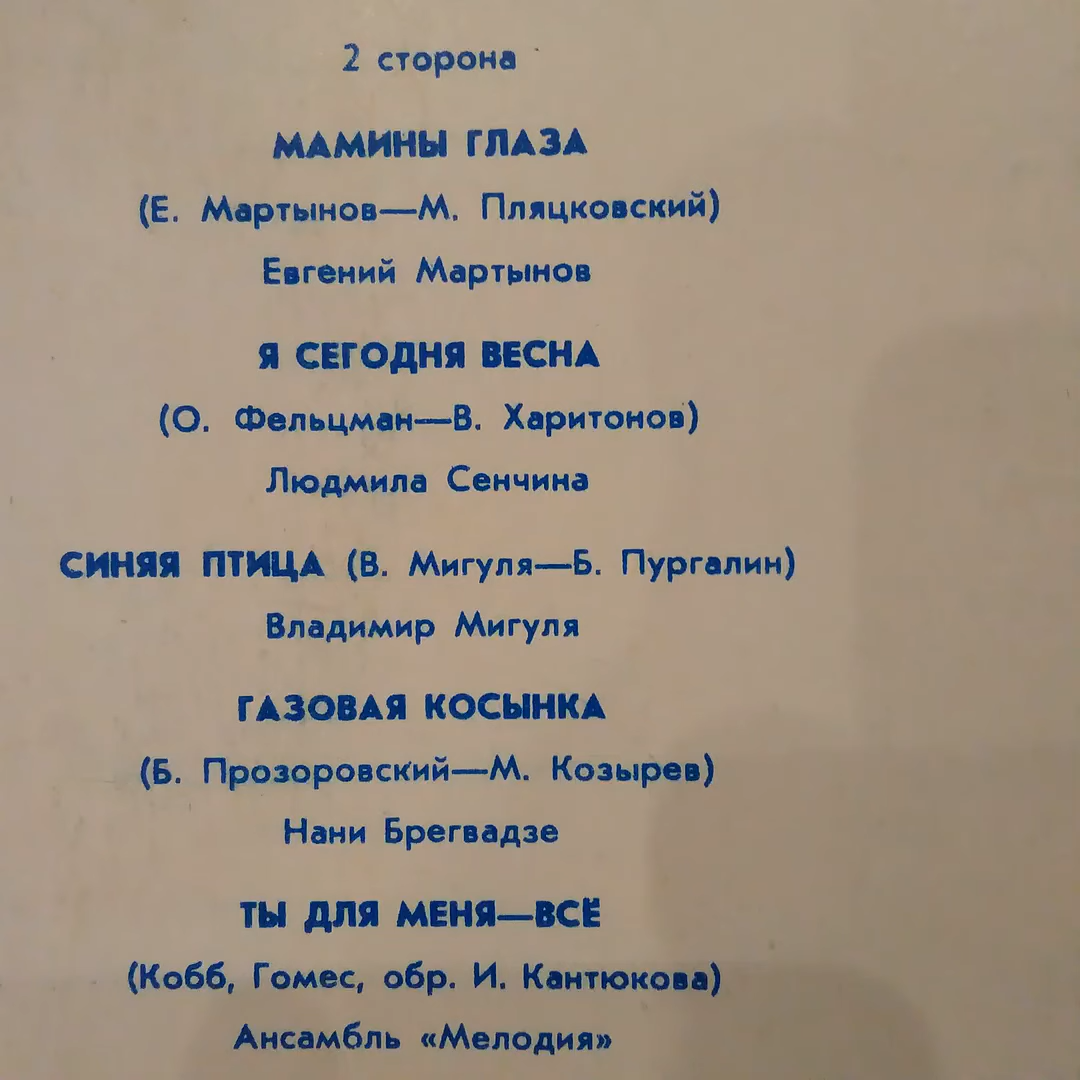 2 сторона
МАМИНЫ ГЛАЗА
(Е. Мартынов—М. Пляцковский)
Евгений Мартынов
Я СЕГОДНЯ ВЕСНА
(О. Фельцман—В. Харитонов)
Людмила Сенчина
СИНЯЯ ПТИЦА (В. Мигуля—Б. Пургалин)
Владимир Мигуля
ГАЗОВАЯ КОСЫНКА
(Б. Прозоровский—М. Козырев)
Нани Брегвадзе
ТЫ ДЛЯ МЕНЯ—ВСЁ
(Кобб, Гомес, обр. И. Кантюкова)
Ансамбль «Мелодия»